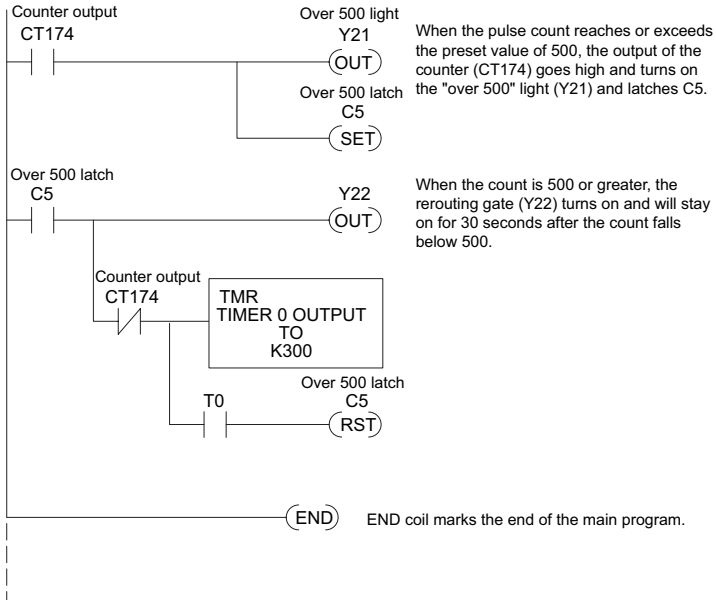 Counter output
CT174
Over 500 light
Y21
OUT
When the pulse count reaches or exceeds
the preset value of 500, the output of the
counter (CT174) goes high and turns on
the "over 500" light (Y21) and latches C5.
Over 500 latch
C5
SET
Over 500 latch
C5
Y22
OUT
When the count is 500 or greater, the
rerouting gate (Y22) turns on and will stay
on for 30 seconds after the count falls
below 500.
Counter output
CT174
TMR
TIMER 0 OUTPUT
TO
K300
T0
Over 500 latch
C5
RST
END
END coil marks the end of the main program.